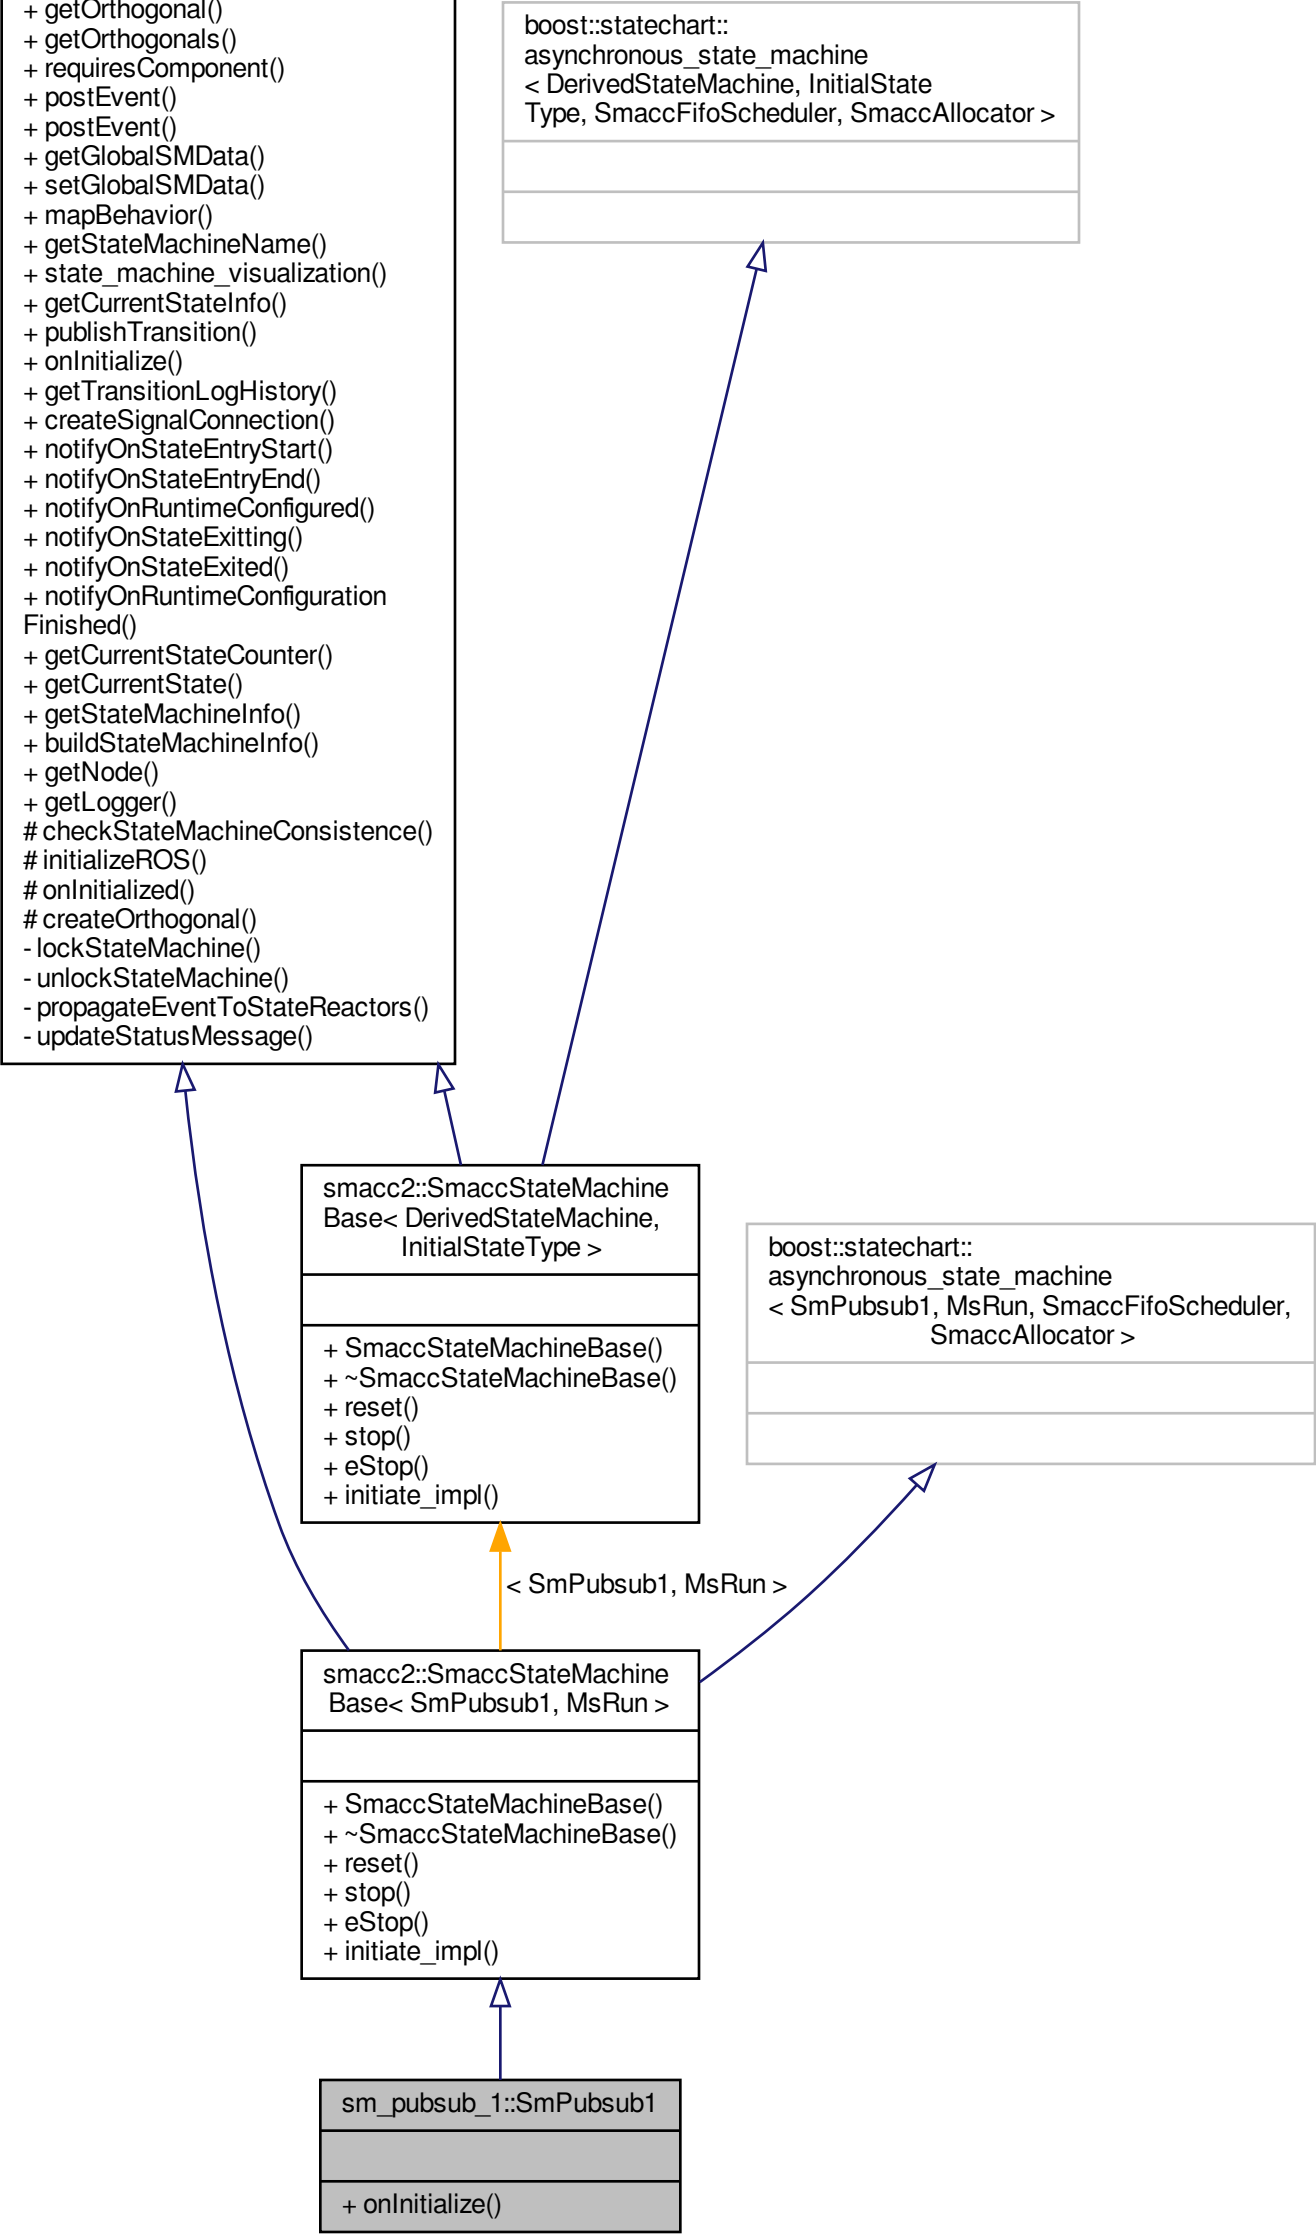 + getOrthogonal()
+ getOrthogonals()
+ requiresComponent()
+ postEvent()
+ postEvent()
+ getGlobalSMData()
+ setGlobalSMData()
+ mapBehavior()
+ getStateMachineName()
+ state_machine_visualization()
+ getCurrentStateInfo()
+ publishTransition()
+ onInitialize()
+ getTransitionLogHistory()
+ createSignalConnection()
+ notifyOnStateEntryStart()
+ notifyOnStateEntryEnd()
+ notifyOnRuntimeConfigured()
+ notifyOnStateExitting()
+ notifyOnStateExited()
+ notifyOnRuntimeConfiguration
Finished()
+ getCurrentStateCounter()
+ getCurrentState()
+ getStateMachineInfo()
+ buildStateMachineInfo()
+ getNode()
+ getLogger()
# checkStateMachineConsistence()
# initializeROS()
# onInitialized()
# createOrthogonal()
- lockStateMachine()
- unlockStateMachine()
- propagateEventToStateReactors()
- updateStatusMessage()
boost::statechart::
asynchronous_state_machine
< DerivedStateMachine, InitialState
Type, SmaccFifoScheduler, SmaccAllocator >
smacc2::SmaccStateMachine
Base< DerivedStateMachine,
InitialStateType >
+ SmaccStateMachineBase()
+ ~SmaccStateMachineBase()
+ reset()
+ stop()
+ eStop()
+ initiate_impl()
boost::statechart::
asynchronous_state_machine
< SmPubsub1, MsRun, SmaccFifoScheduler,
SmaccAllocator >
< SmPubsub1, MsRun >
smacc2::SmaccStateMachine
Base< SmPubsub1, MsRun >
+ SmaccStateMachineBase()
+ ~SmaccStateMachineBase()
+ reset()
+ stop()
+ eStop()
+ initiate_impl()
sm_pubsub_1::SmPubsub1
+ onInitialize()